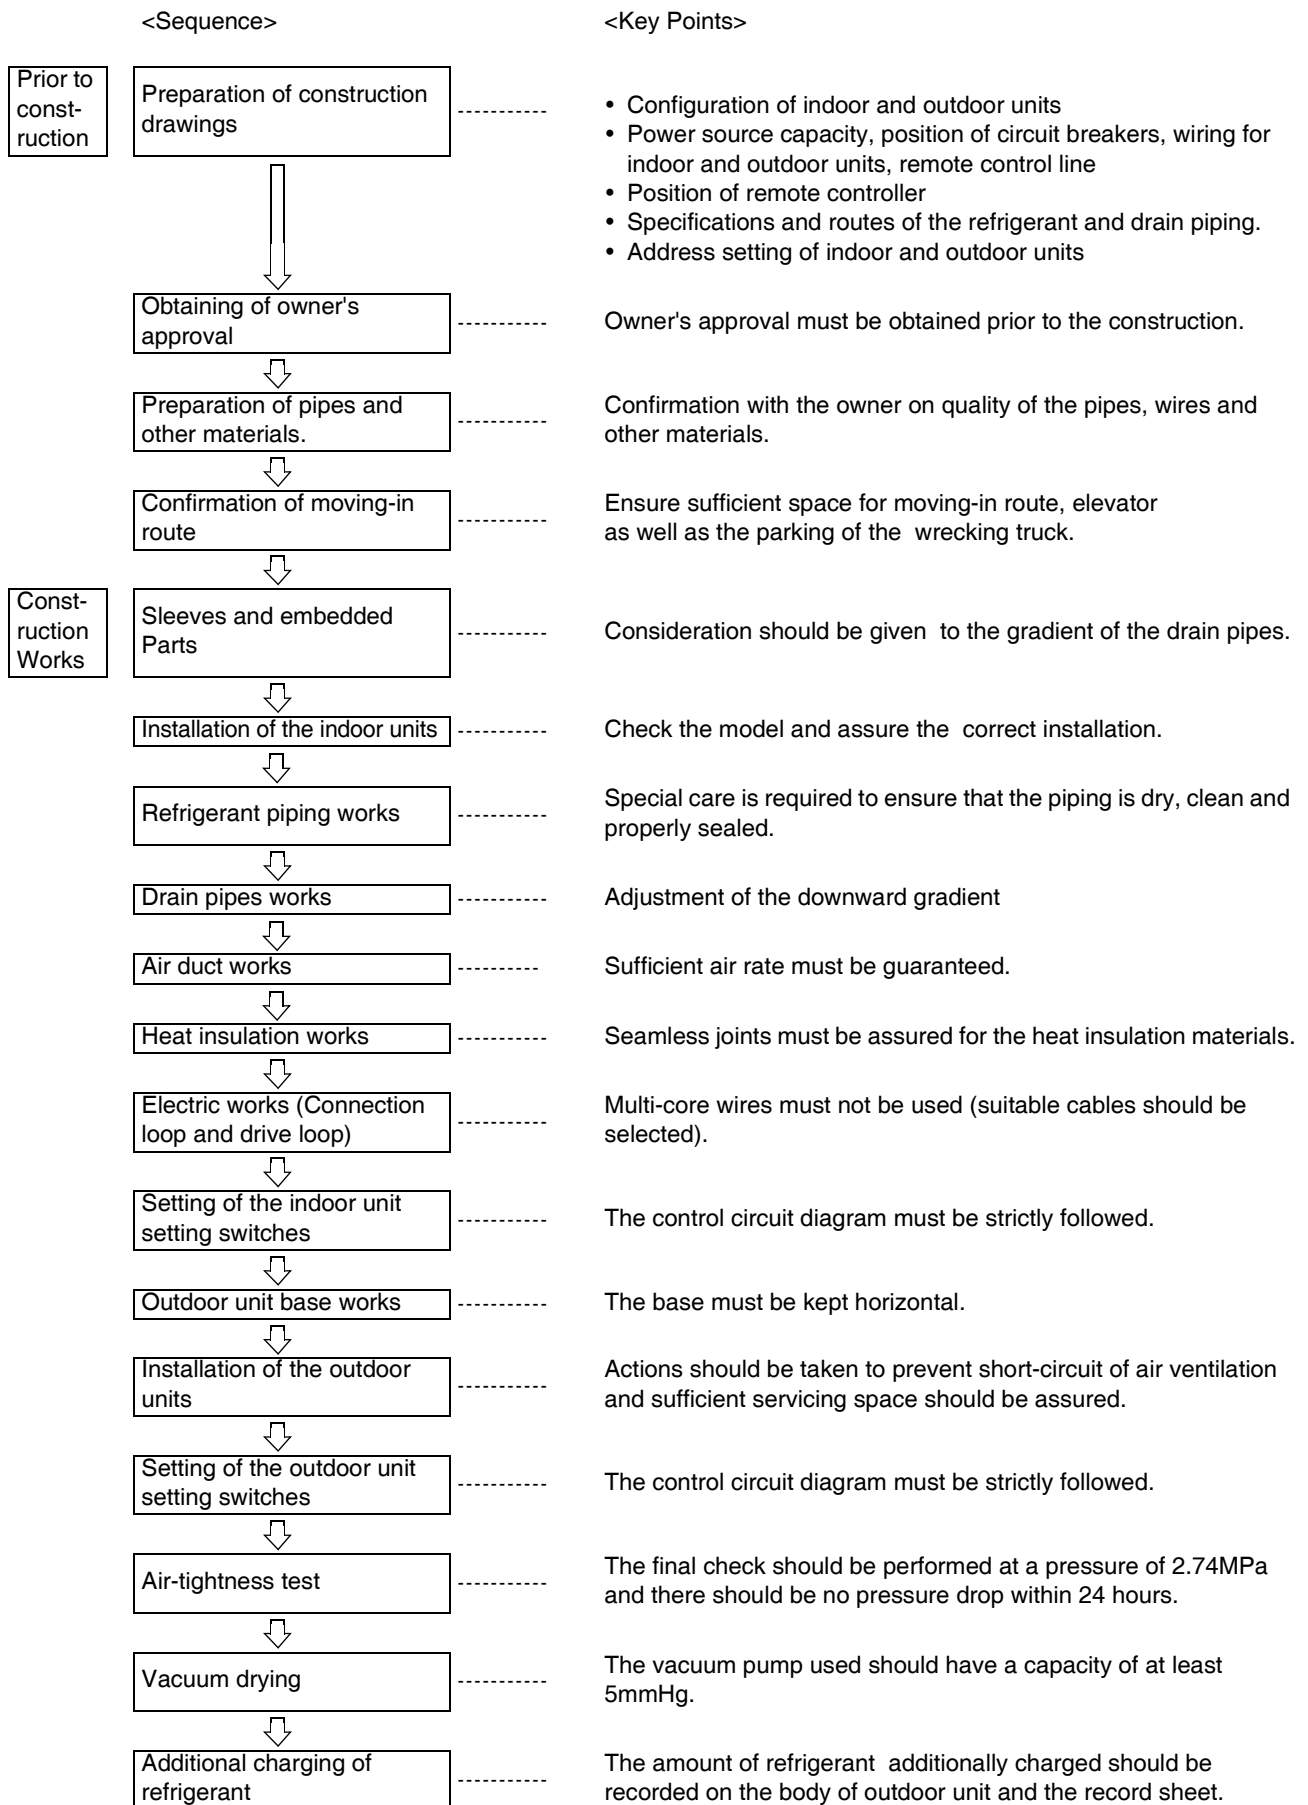 <Sequence>
<Key Points>
Prior to
const-
ruction
Preparation of construction
drawings
• Configuration of indoor and outdoor units
• Power source capacity, position of circuit breakers, wiring for
indoor and outdoor units, remote control line
• Position of remote controller
• Specifications and routes of the refrigerant and drain piping.
• Address setting of indoor and outdoor units
Obtaining of owner's
approval
Owner's approval must be obtained prior to the construction.
Preparation of pipes and
other materials.
Confirmation with the owner on quality of the pipes, wires and
other materials.
Confirmation of moving-in
route
Ensure sufficient space for moving-in route, elevator
as well as the parking of the wrecking truck.
Const-
ruction
Works
Sleeves and embedded
Parts
Consideration should be given to the gradient of the drain pipes.
Installation of the indoor units
Check the model and assure the correct installation.
Refrigerant piping works
Special care is required to ensure that the piping is dry, clean and
properly sealed.
Drain pipes works
Adjustment of the downward gradient
Air duct works
Sufficient air rate must be guaranteed.
Heat insulation works
Seamless joints must be assured for the heat insulation materials.
Electric works (Connection
loop and drive loop)
Multi-core wires must not be used (suitable cables should be
selected).
Setting of the indoor unit
setting switches
The control circuit diagram must be strictly followed.
Outdoor unit base works
The base must be kept horizontal.
Installation of the outdoor
units
Actions should be taken to prevent short-circuit of air ventilation
and sufficient servicing space should be assured.
Setting of the outdoor unit
setting switches
The control circuit diagram must be strictly followed.
Air-tightness test
The final check should be performed at a pressure of 2.74MPa
and there should be no pressure drop within 24 hours.
Vacuum drying
The vacuum pump used should have a capacity of at least
5mmHg.
Additional charging of
refrigerant
The amount of refrigerant additionally charged should be
recorded on the body of outdoor unit and the record sheet.